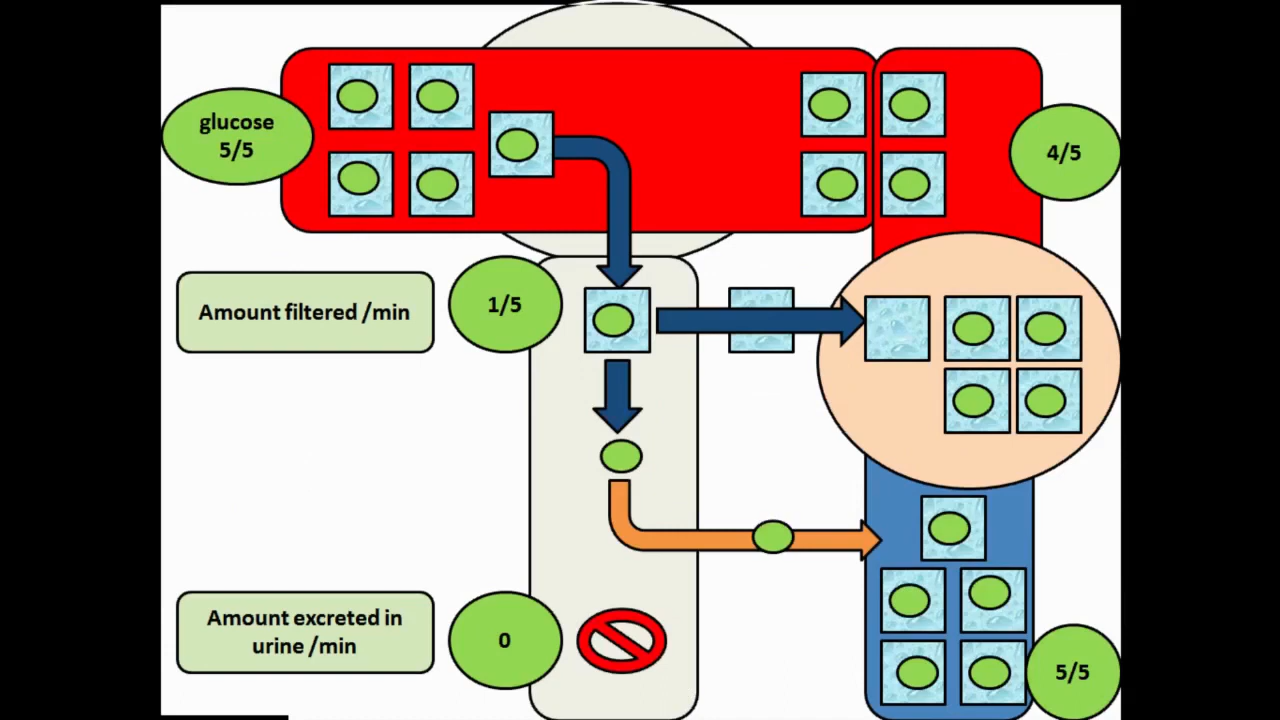 glucose
5/5
4/5
Amount filtered /min
1/5
Amount excreted in
urine /min
0
5/5